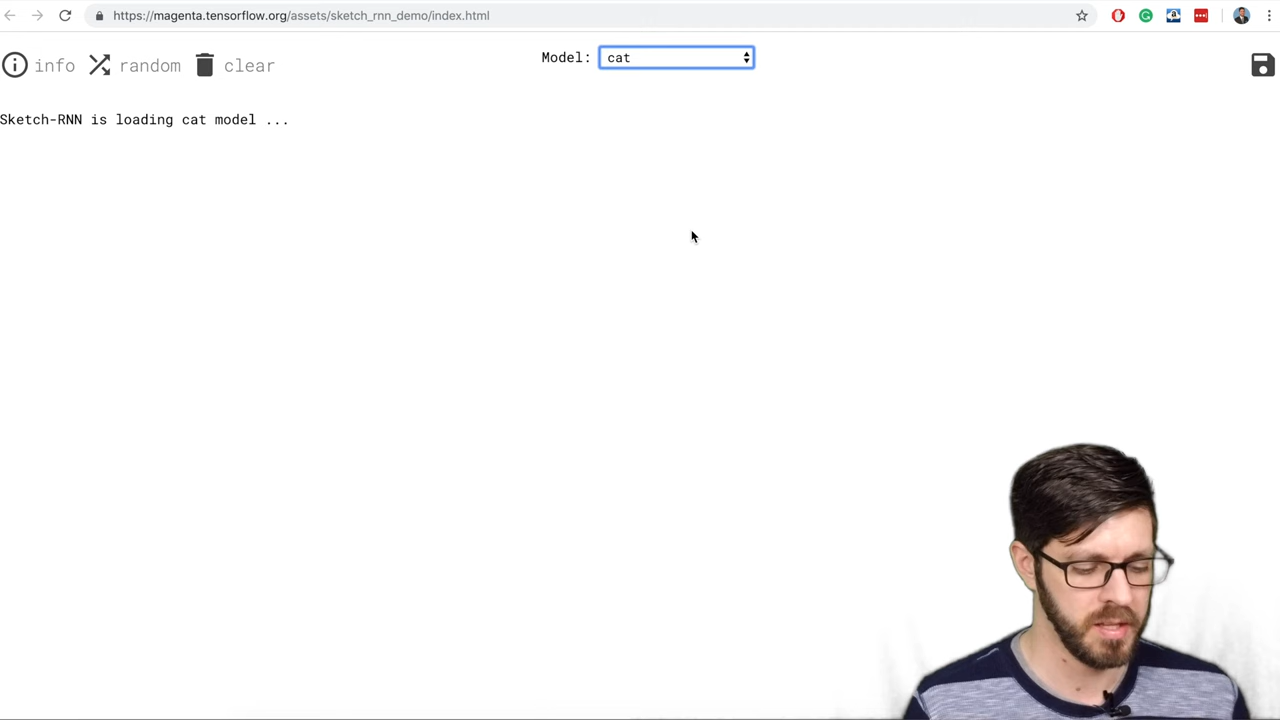 https://magenta.tensorflow.org/assets/sketch_rnn_demo/index.html
info random clear
Model: cat
Sketch-RNN is loading cat model ...